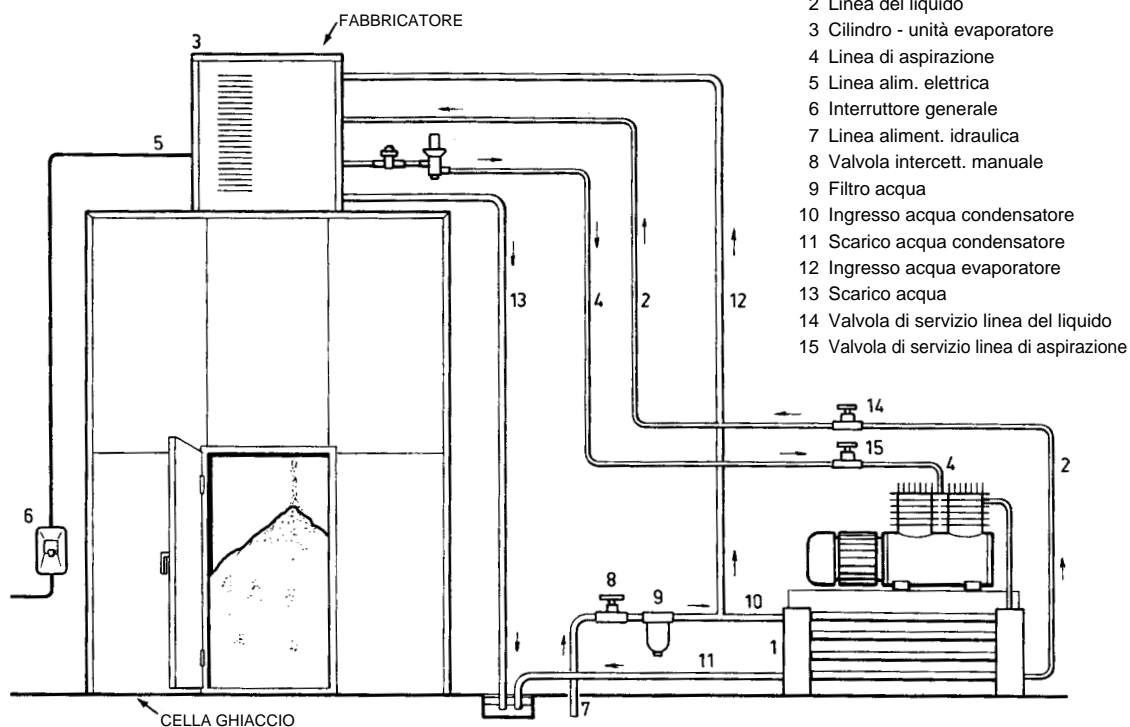 2 Linea del liquido
3 Cilindro - unità evaporatore
4 Linea di aspirazione
5 Linea alim. elettrica
6 Interruttore generale
7 Linea aliment. idraulica
8 Valvola intercett. manuale
9 Filtro acqua
10 Ingresso acqua condensatore
11 Scarico acqua condensatore
12 Ingresso acqua evaporatore
13 Scarico acqua
14 Valvola di servizio linea del liquido
15 Valvola di servizio linea di aspirazione
FABBRICATORE
3
5
13
4
2
12
14
15
4
2
6
8
9
10
1
11
7
CELLA GHIACCIO